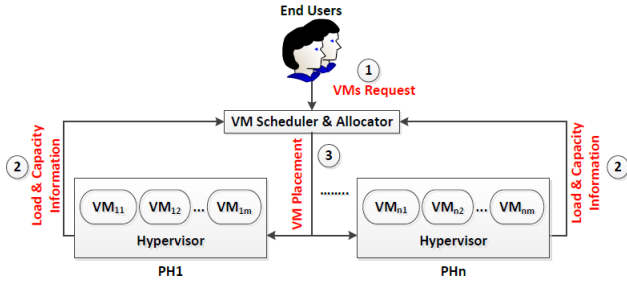 End Users
1
VMs Request
VM Scheduler & Allocator
2
Load & Capacity
Information
3
VM Placement
........
2
Load & Capacity
Information
VM11 VM12 ... VM1m
Hypervisor
PH1
VMn1 VMn2 ... VMnm
Hypervisor
PHn